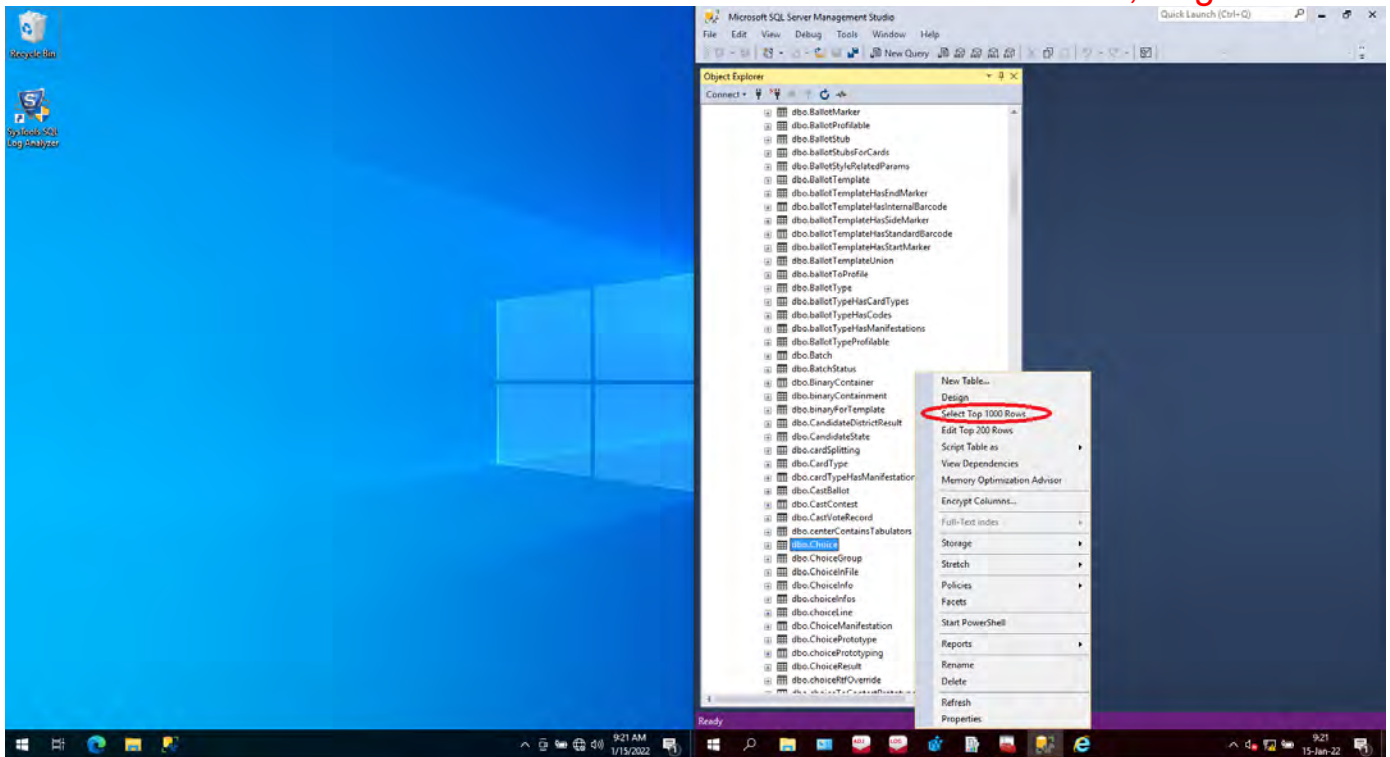 Recycle Bin
SysTools SQL
Log Analyzer
9:21 AM
1/15/2022
Microsoft SQL Server Management Studio
Quick Launch (Ctrl+Q)
File Edit View Debug Tools Window Help
New Query
Object Explorer
Connect
dbo.BallotMarker
dbo.BallotProfilable
dbo.BallotStub
dbo.ballotStubsForCards
dbo.BallotStyleRelatedParams
dbo.BallotTemplate
dbo.ballotTemplateHasEndMarker
dbo.ballotTemplateHasInternalBarcode
dbo.ballotTemplateHasSideMarker
dbo.ballotTemplateHasStandardBarcode
dbo.ballotTemplateHasStartMarker
dbo.BallotTemplateUnion
dbo.ballotToProfile
dbo.BallotType
dbo.ballotTypeHasCardTypes
dbo.ballotTypeHasCodes
dbo.ballotTypeHasManifestations
dbo.BallotTypeProfilable
dbo.Batch
dbo.BatchStatus
dbo.BinaryContainer
dbo.binaryContainment
dbo.binaryForTemplate
dbo.CandidateDistrictResult
dbo.CandidateState
dbo.cardSplitting
dbo.CardType
dbo.cardTypeHasManifestation
dbo.CastBallot
dbo.CastContest
dbo.CastVoteRecord
dbo.centerContainsTabulators
dbo.Choice
dbo.ChoiceGroup
dbo.ChoiceInFile
dbo.ChoiceInfo
dbo.choiceInfos
dbo.choiceLine
dbo.ChoiceManifestation
dbo.ChoicePrototype
dbo.choicePrototyping
dbo.ChoiceResult
dbo.choiceRtfOverride
New Table...
Design
Select Top 1000 Rows
Edit Top 200 Rows
Script Table as
View Dependencies
Memory Optimization Advisor
Encrypt Columns...
Full-Text index
Storage
Stretch
Policies
Facets
Start PowerShell
Reports
Rename
Delete
Refresh
Properties
Ready
9:21
15-Jan-22